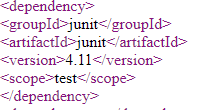 <dependency>
<groupId>junit</groupId>
<artifactId>junit</artifactId>
<version>4.11</version>
<scope>test</scope>
</dependency>